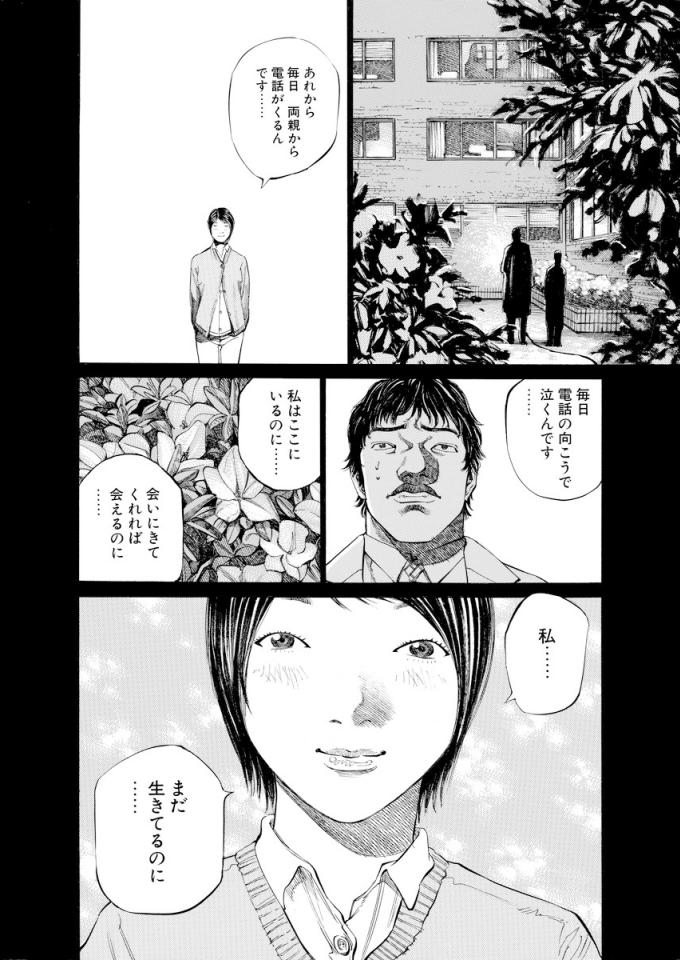 あれから
毎日　両親から
電話がくるん
です……
毎日
電話の向こうで
泣くんです
……
私はここに
いるのに……
会いにきて
くれれば
会えるのに
……
私……
まだ
生きてるのに
……